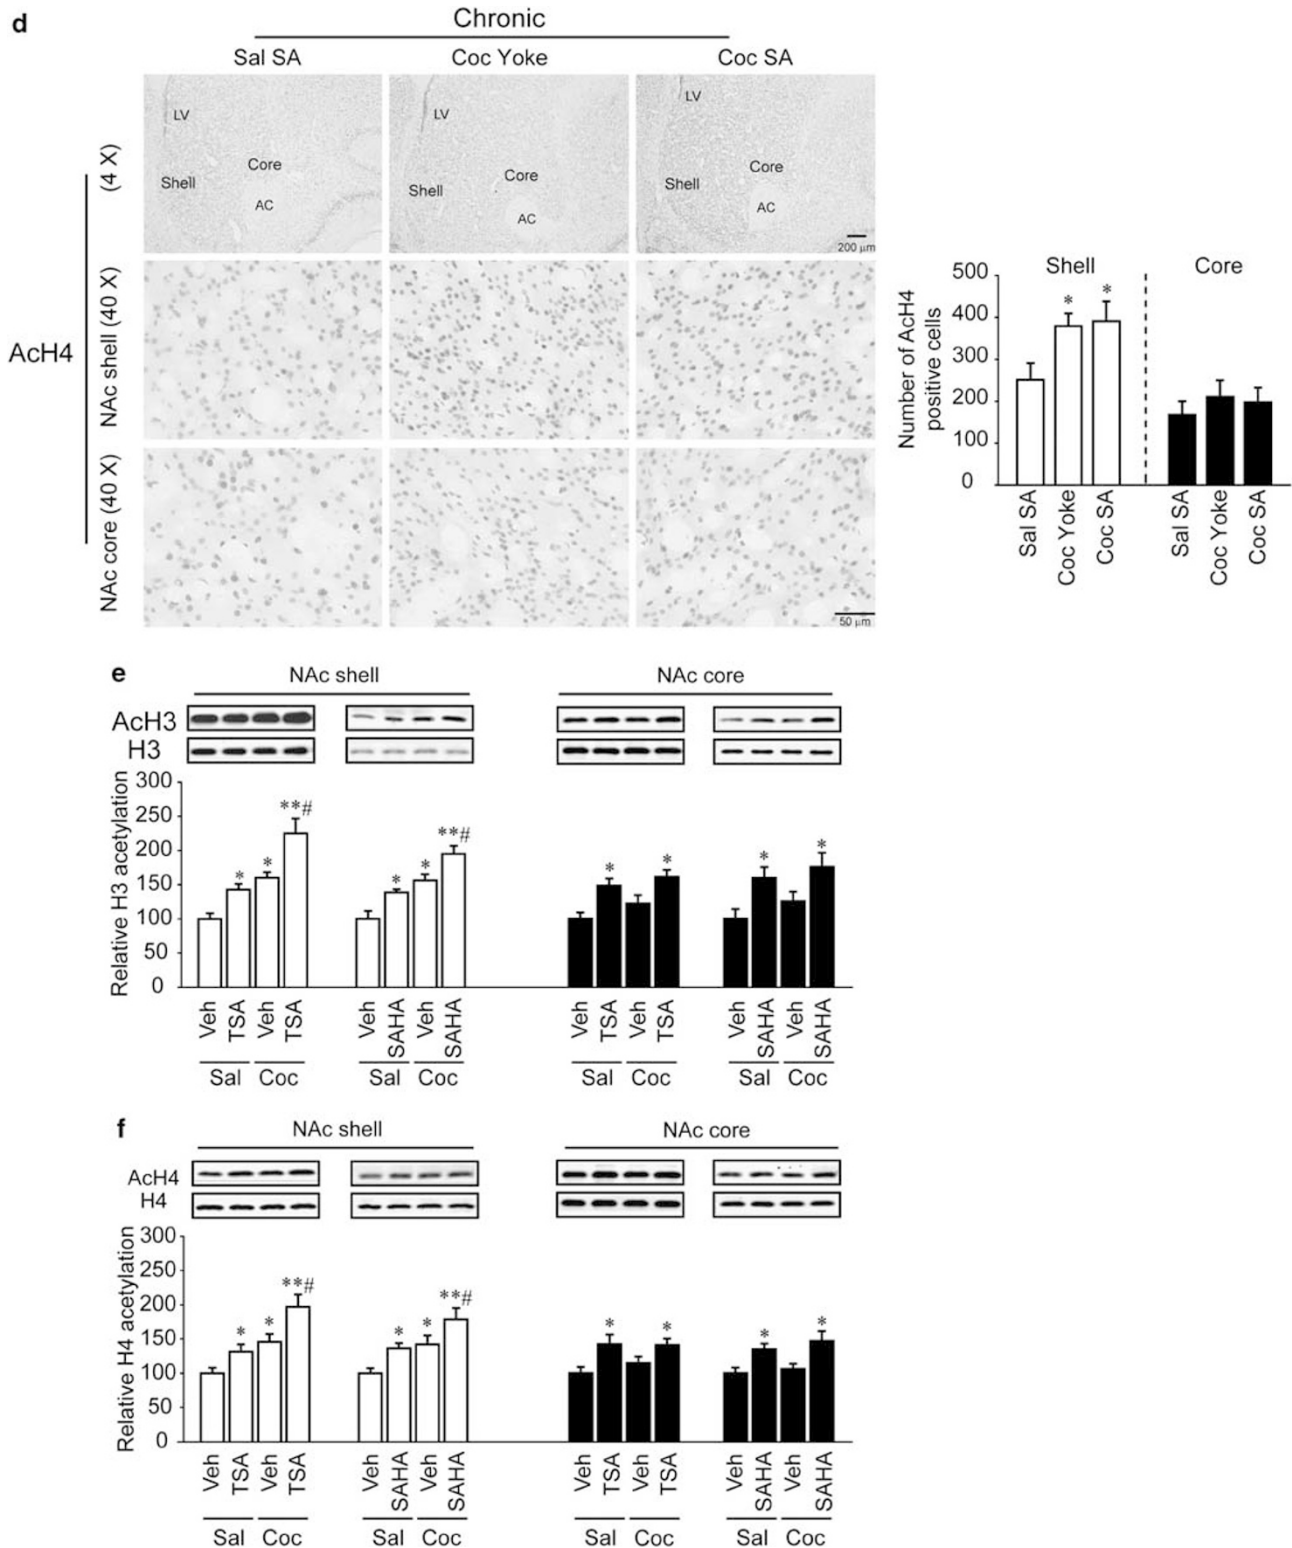 d
Chronic
Sal SA Coc Yoke Coc SA
AcH4
(4 X)
LV
Shell
Core
AC
LV
Shell
Core
AC
LV
Shell
Core
AC
200 µm
NAc shell (40 X)
NAc core (40 X)
50 µm
Number of AcH4
positive cells
500
400
300
200
100
0
Shell Core
* *
Sal SA Coc Yoke Coc SA Sal SA Coc Yoke Coc SA
e
NAc shell NAc core
AcH3
H3
Relative H3 acetylation
300
250
200
150
100
50
0
* * **# * * **# * * * *
Veh TSA Veh TSA Veh SAHA Veh SAHA Veh TSA Veh TSA Veh SAHA Veh SAHA
Sal Coc Sal Coc Sal Coc Sal Coc
f
NAc shell NAc core
AcH4
H4
Relative H4 acetylation
300
250
200
150
100
50
0
* * **# * * **# * * * *
Veh TSA Veh TSA Veh SAHA Veh SAHA Veh TSA Veh TSA Veh SAHA Veh SAHA
Sal Coc Sal Coc Sal Coc Sal Coc